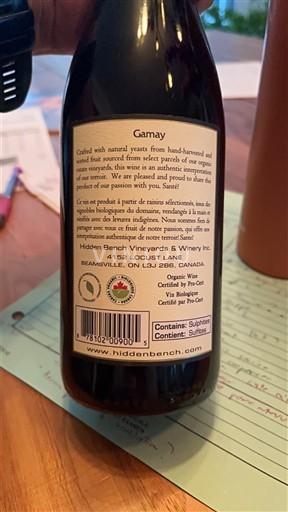 Gamay
Crafted with natural yeasts from hand-harvested and
sorted fruit sourced from select parcels of our organic
estate vineyards, this wine is an authentic interpretation
of our terroir. We are pleased and proud to share this
product of our passion with you. Santé!
Ce vin est produit à partir de raisins sélectionnés, issus des
vignobles biologiques du domaine, vendangés à la main et
vinifiés avec des levures indigènes. Nous sommes fiers de
partager avec vous ce fruit de notre passion, qui offre une
interprétation authentique de notre terroir! Santé!
Hidden Bench Vineyards & Winery Inc.
4152 LOCUST LANE
BEAMSVILLE, ON L3J 2B6, CANADA
Organic Wine
Certified by Pro-Cert
Vin Biologique
Certifié par Pro-Cert
Contains: Sulphites
Contient: Sulfites
8 78102 00900 5
www.hiddenbench.com